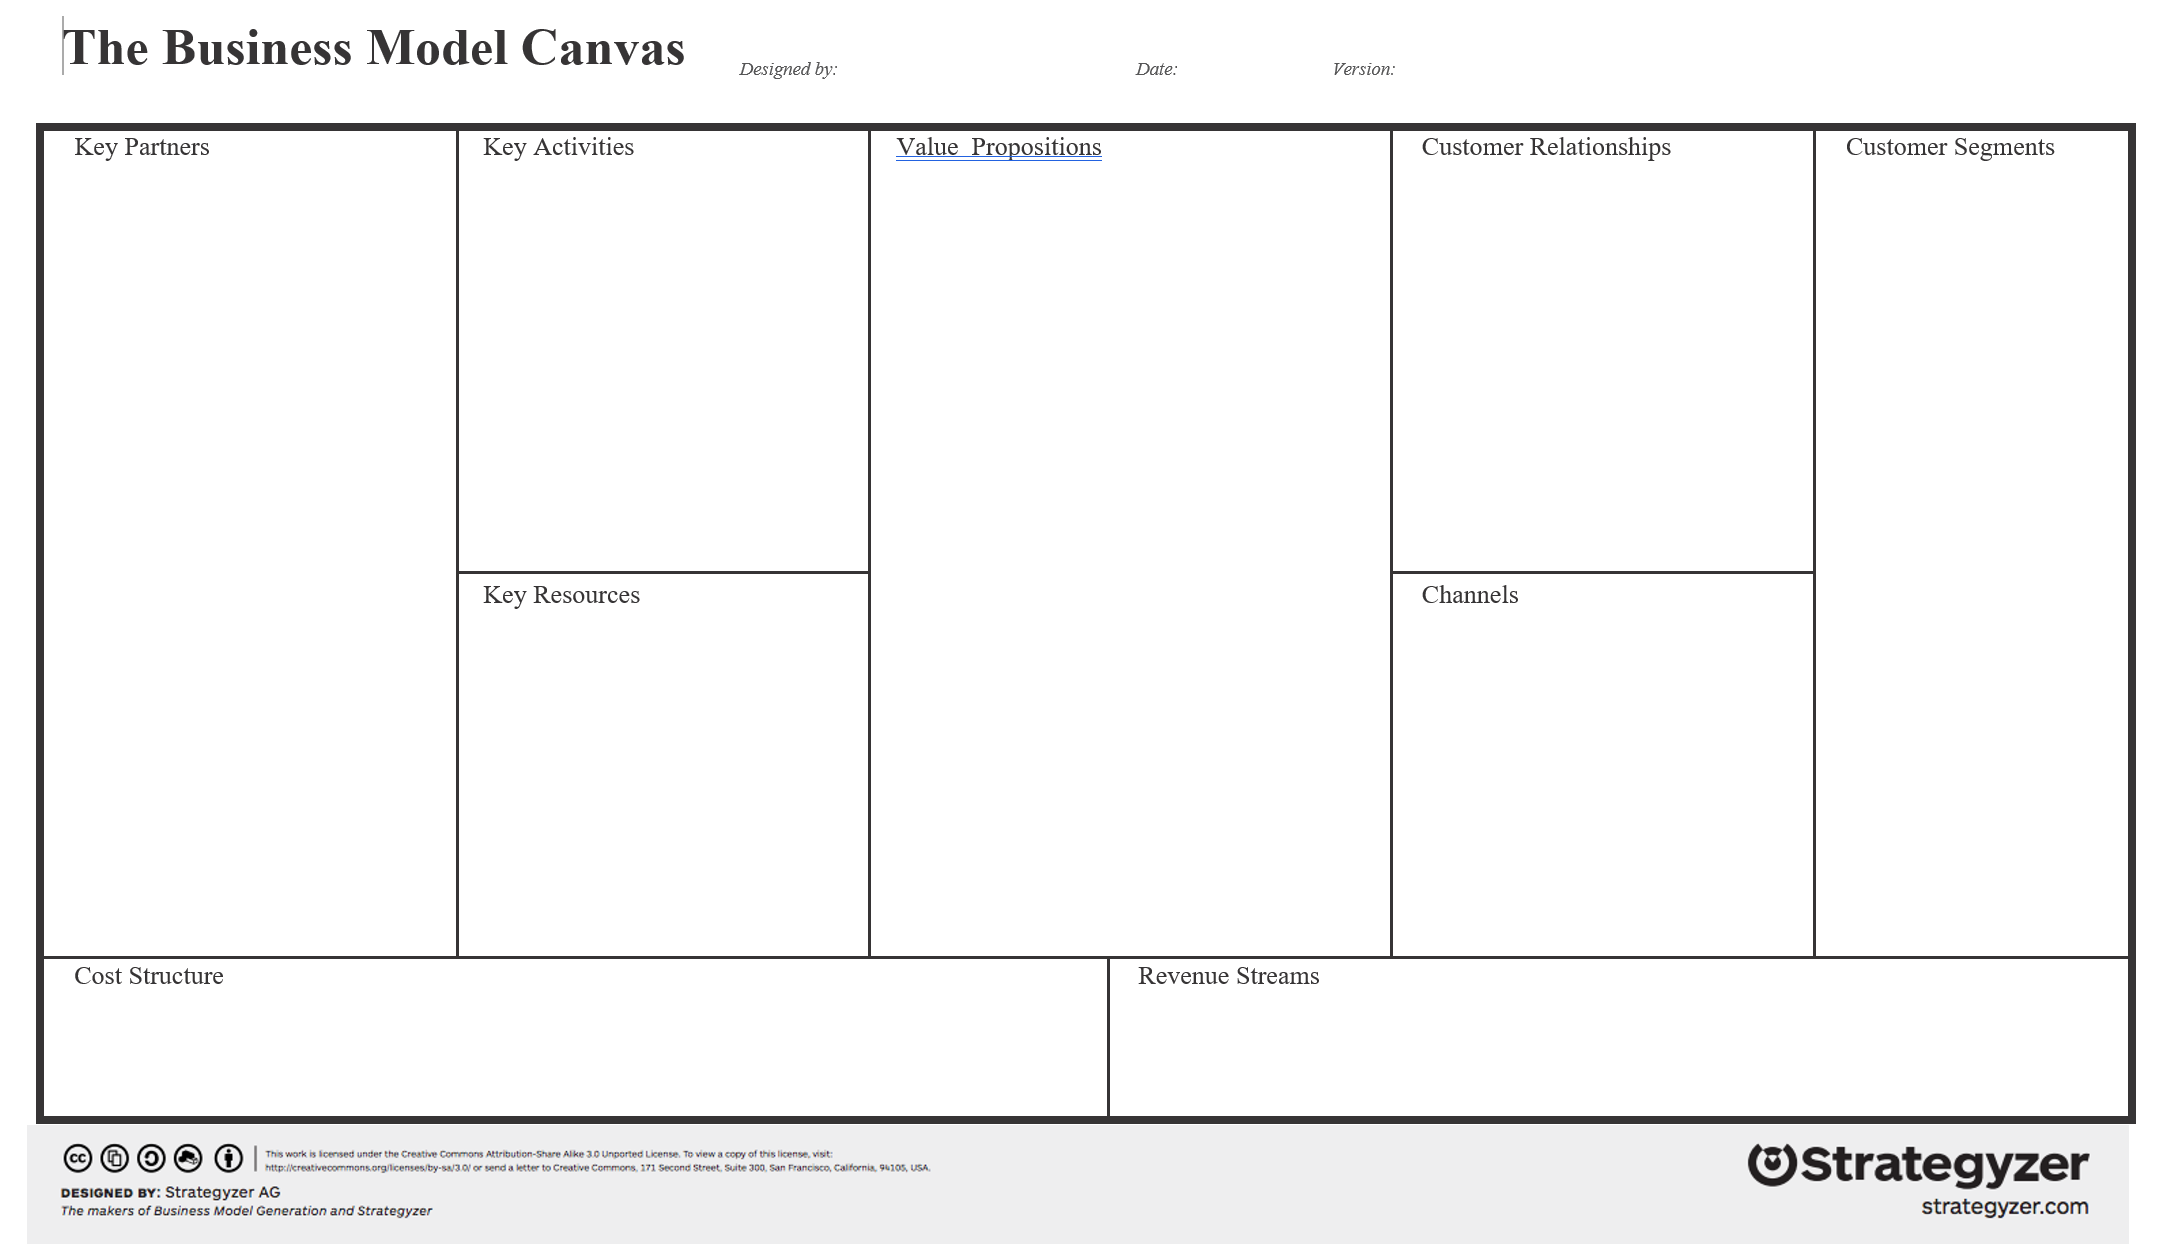 The Business Model Canvas
Designed by:
Date:
Version:
Key Partners
Key Activities
Value  Propositions
Customer Relationships
Customer Segments
Key Resources
Channels
Cost Structure
Revenue Streams
cc
This work is licensed under the Creative Commons Attribution-Share Alike 3.0 Unported License. To view a copy of this license, visit:
http://creativecommons.org/licenses/by-sa/3.0/ or send a letter to Creative Commons, 171 Second Street, Suite 300, San Francisco, California, 94105, USA.
DESIGNED BY: Strategyzer AG
The makers of Business Model Generation and Strategyzer
Strategyzer
strategyzer.com